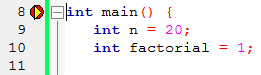 8 int main() {
9 int n = 20;
10 int factorial = 1;
11